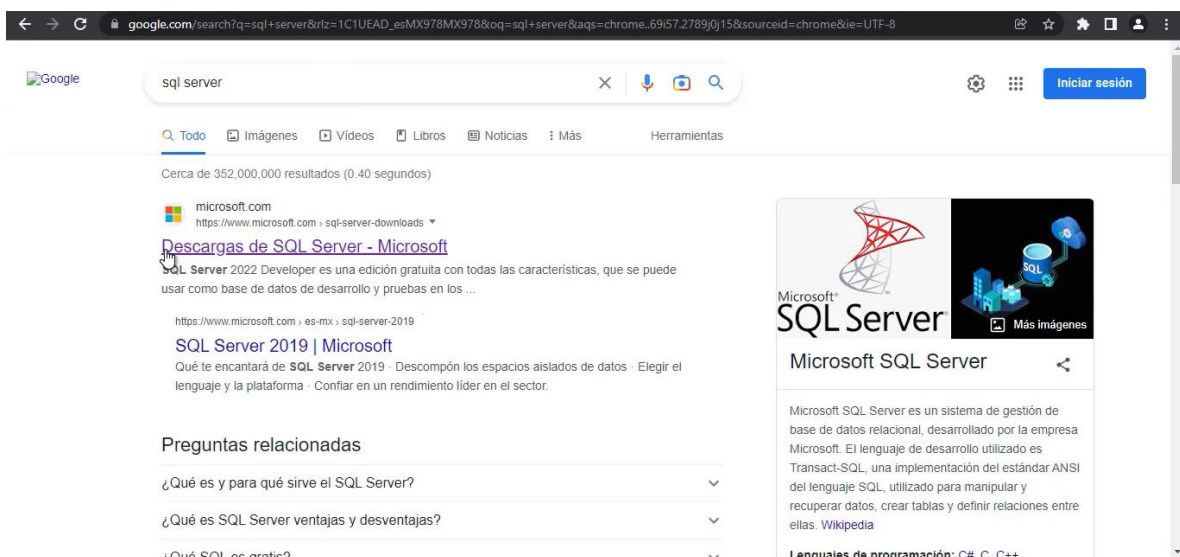 google.com/search?q=sql+server&rlz=1C1UEAD_esMX978MX978&oq=sql+server&aqs=chrome..69i57.2789j0j15&sourceid=chrome&ie=UTF-8
Google
sql server
Iniciar sesión
Todo Imágenes Vídeos Libros Noticias Más Herramientas
Cerca de 352,000,000 resultados (0.40 segundos)
microsoft.com
https://www.microsoft.com › sql-server-downloads
Descargas de SQL Server - Microsoft
SQL Server 2022 Developer es una edición gratuita con todas las características, que se puede
usar como base de datos de desarrollo y pruebas en los ...
https://www.microsoft.com › es-mx › sql-server-2019
SQL Server 2019 | Microsoft
Qué te encantará de SQL Server 2019 · Descompón los espacios aislados de datos · Elegir el
lenguaje y la plataforma · Confiar en un rendimiento líder en el sector.
Preguntas relacionadas
¿Qué es y para qué sirve el SQL Server?
¿Qué es SQL Server ventajas y desventajas?
¿Qué SQL es gratis?
Microsoft®
SQL Server®
SQL
Más imágenes
Microsoft SQL Server
Microsoft SQL Server es un sistema de gestión de
base de datos relacional, desarrollado por la empresa
Microsoft. El lenguaje de desarrollo utilizado es
Transact-SQL, una implementación del estándar ANSI
del lenguaje SQL, utilizado para manipular y
recuperar datos, crear tablas y definir relaciones entre
ellas. Wikipedia
Lenguajes de programación: C#, C, C++